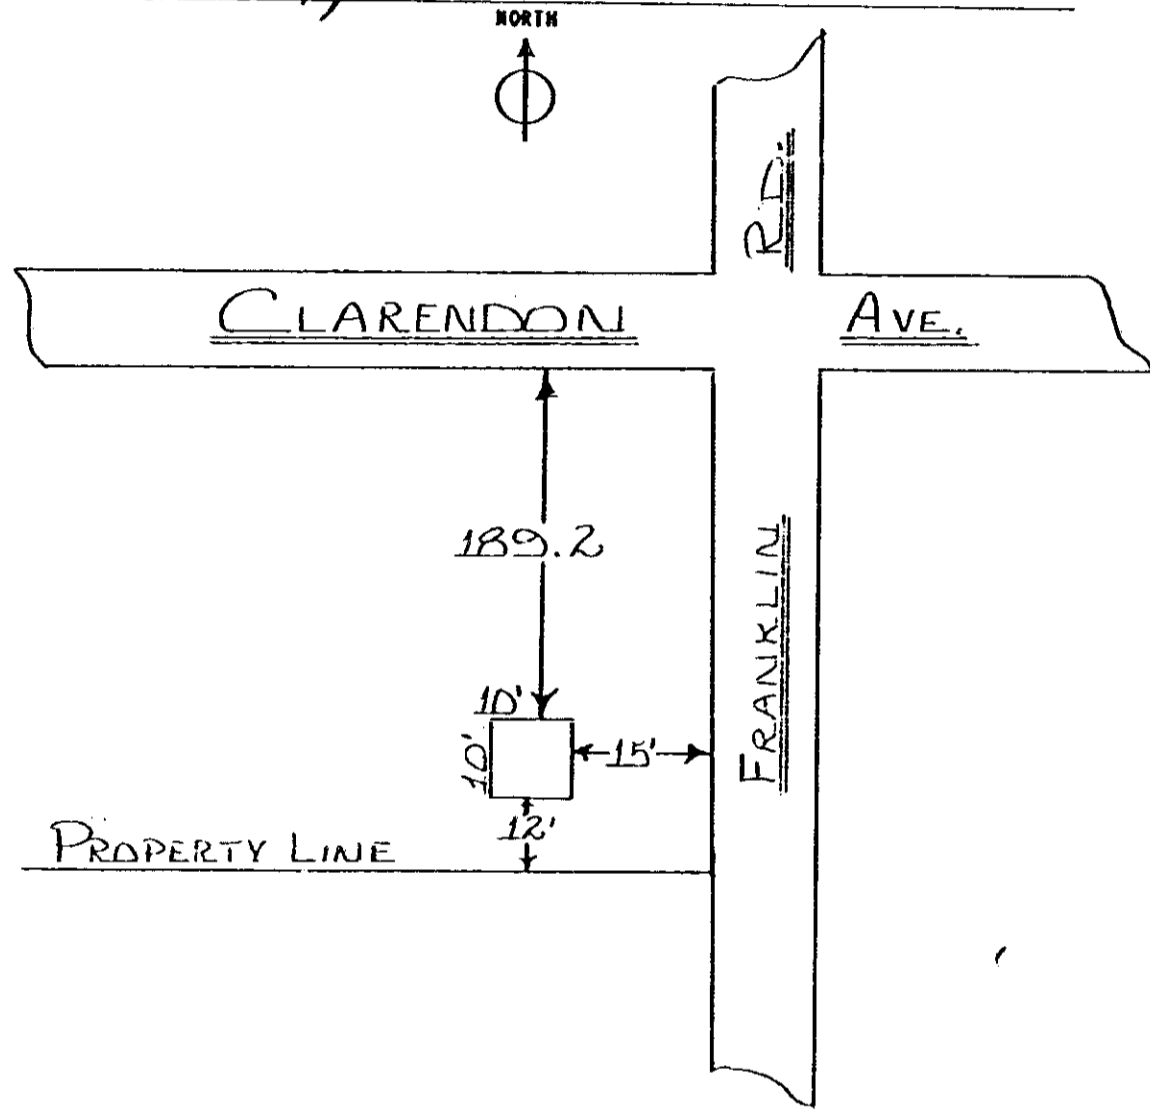 NORTH
RD.
CLARENDON AVE.
189.2
FRANKLIN
10'
10'
15'
12'
PROPERTY LINE